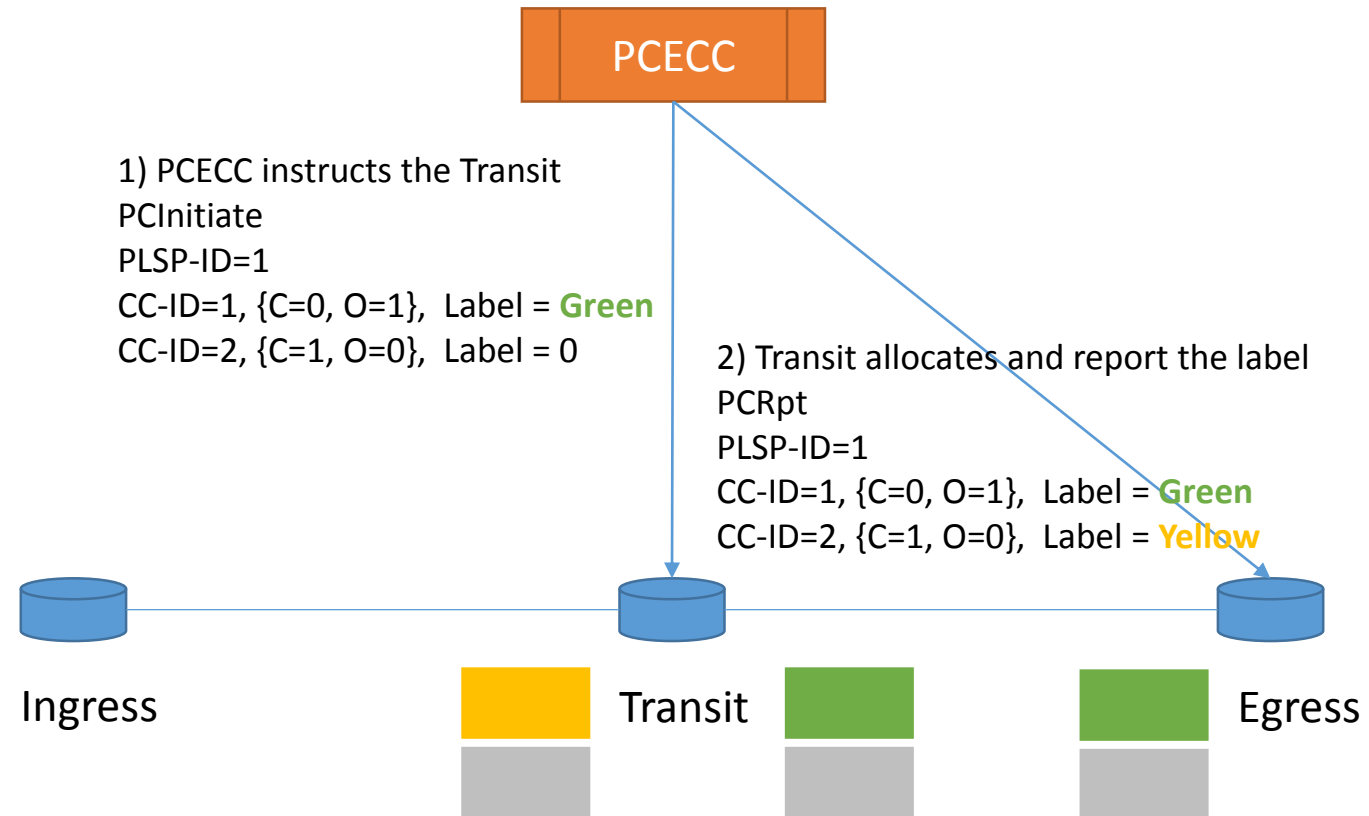 PCECC
1) PCECC instructs the Transit
PCInitiate
PLSP-ID=1
CC-ID=1, {C=0, O=1}, Label = Green
CC-ID=2, {C=1, O=0}, Label = 0
2) Transit allocates and report the label
PCRpt
PLSP-ID=1
CC-ID=1, {C=0, O=1}, Label = Green
CC-ID=2, {C=1, O=0}, Label = Yellow
Ingress
Transit
Egress